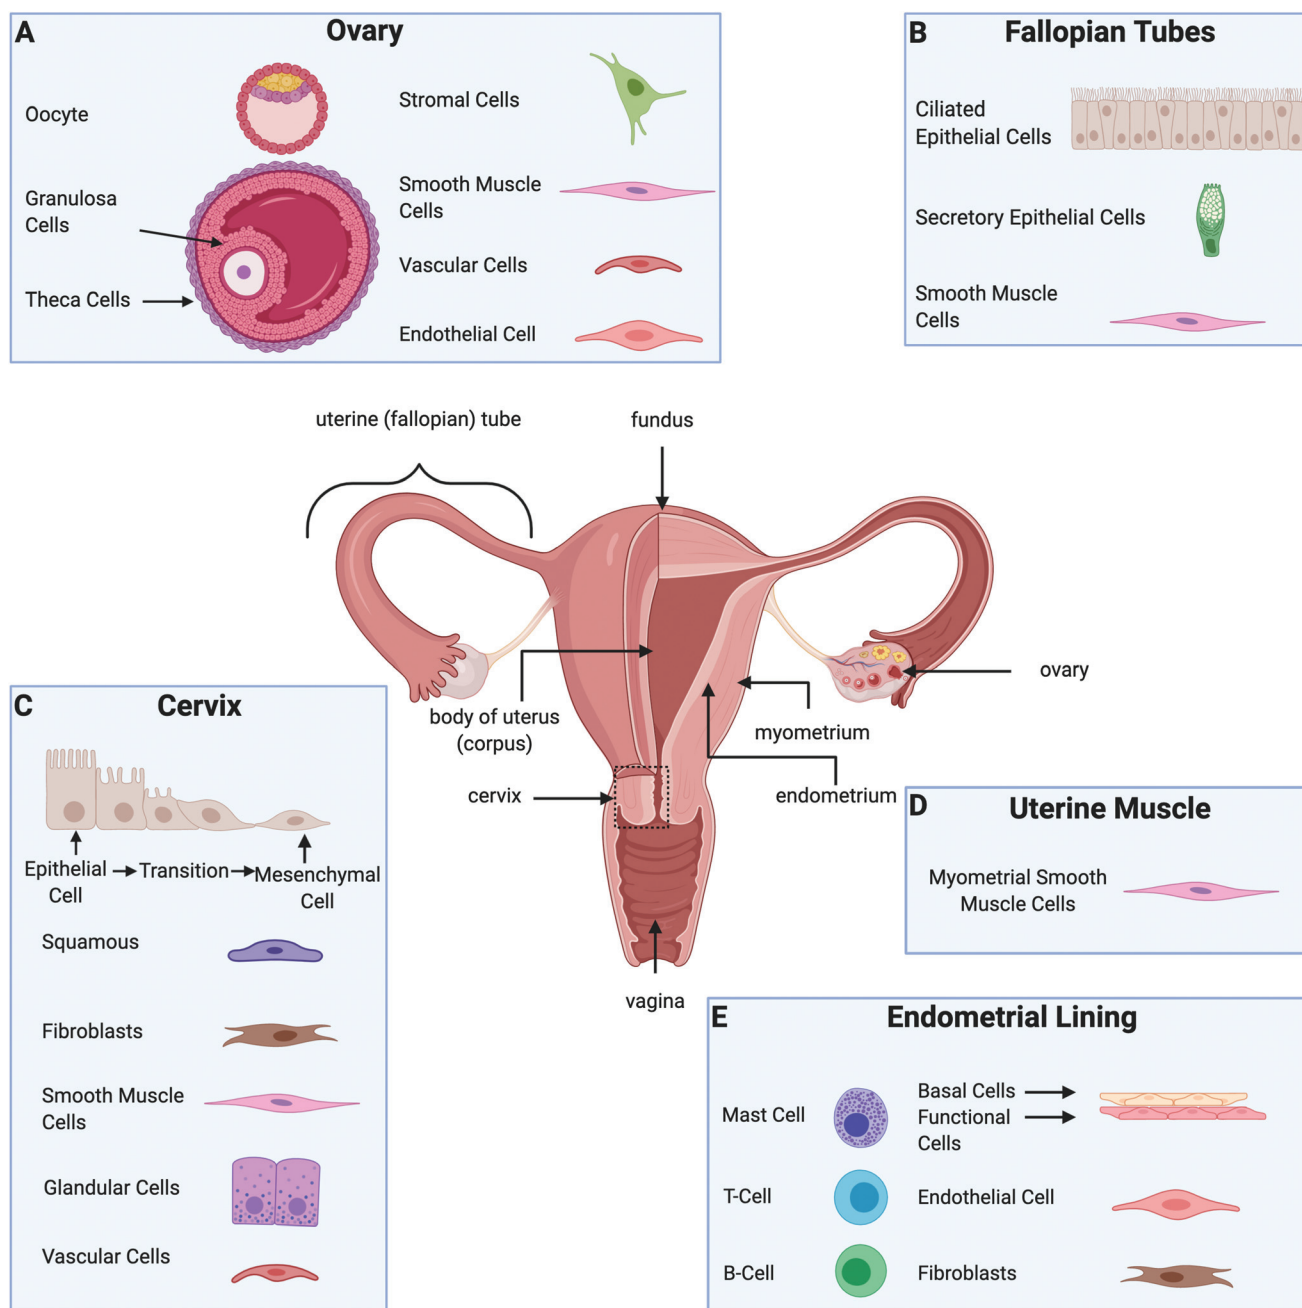 A
Ovary
Oocyte
Granulosa
Cells
Theca Cells
Stromal Cells
Smooth Muscle
Cells
Vascular Cells
Endothelial Cell
B
Fallopian Tubes
Ciliated
Epithelial Cells
Secretory Epithelial Cells
Smooth Muscle
Cells
uterine (fallopian) tube
fundus
ovary
body of uterus
(corpus)
myometrium
cervix
endometrium
vagina
C
Cervix
Epithelial
Cell
Transition
Mesenchymal
Cell
Squamous
Fibroblasts
Smooth Muscle
Cells
Glandular Cells
Vascular Cells
D
Uterine Muscle
Myometrial Smooth
Muscle Cells
E
Endometrial Lining
Mast Cell
T-Cell
B-Cell
Basal Cells
Functional
Cells
Endothelial Cell
Fibroblasts